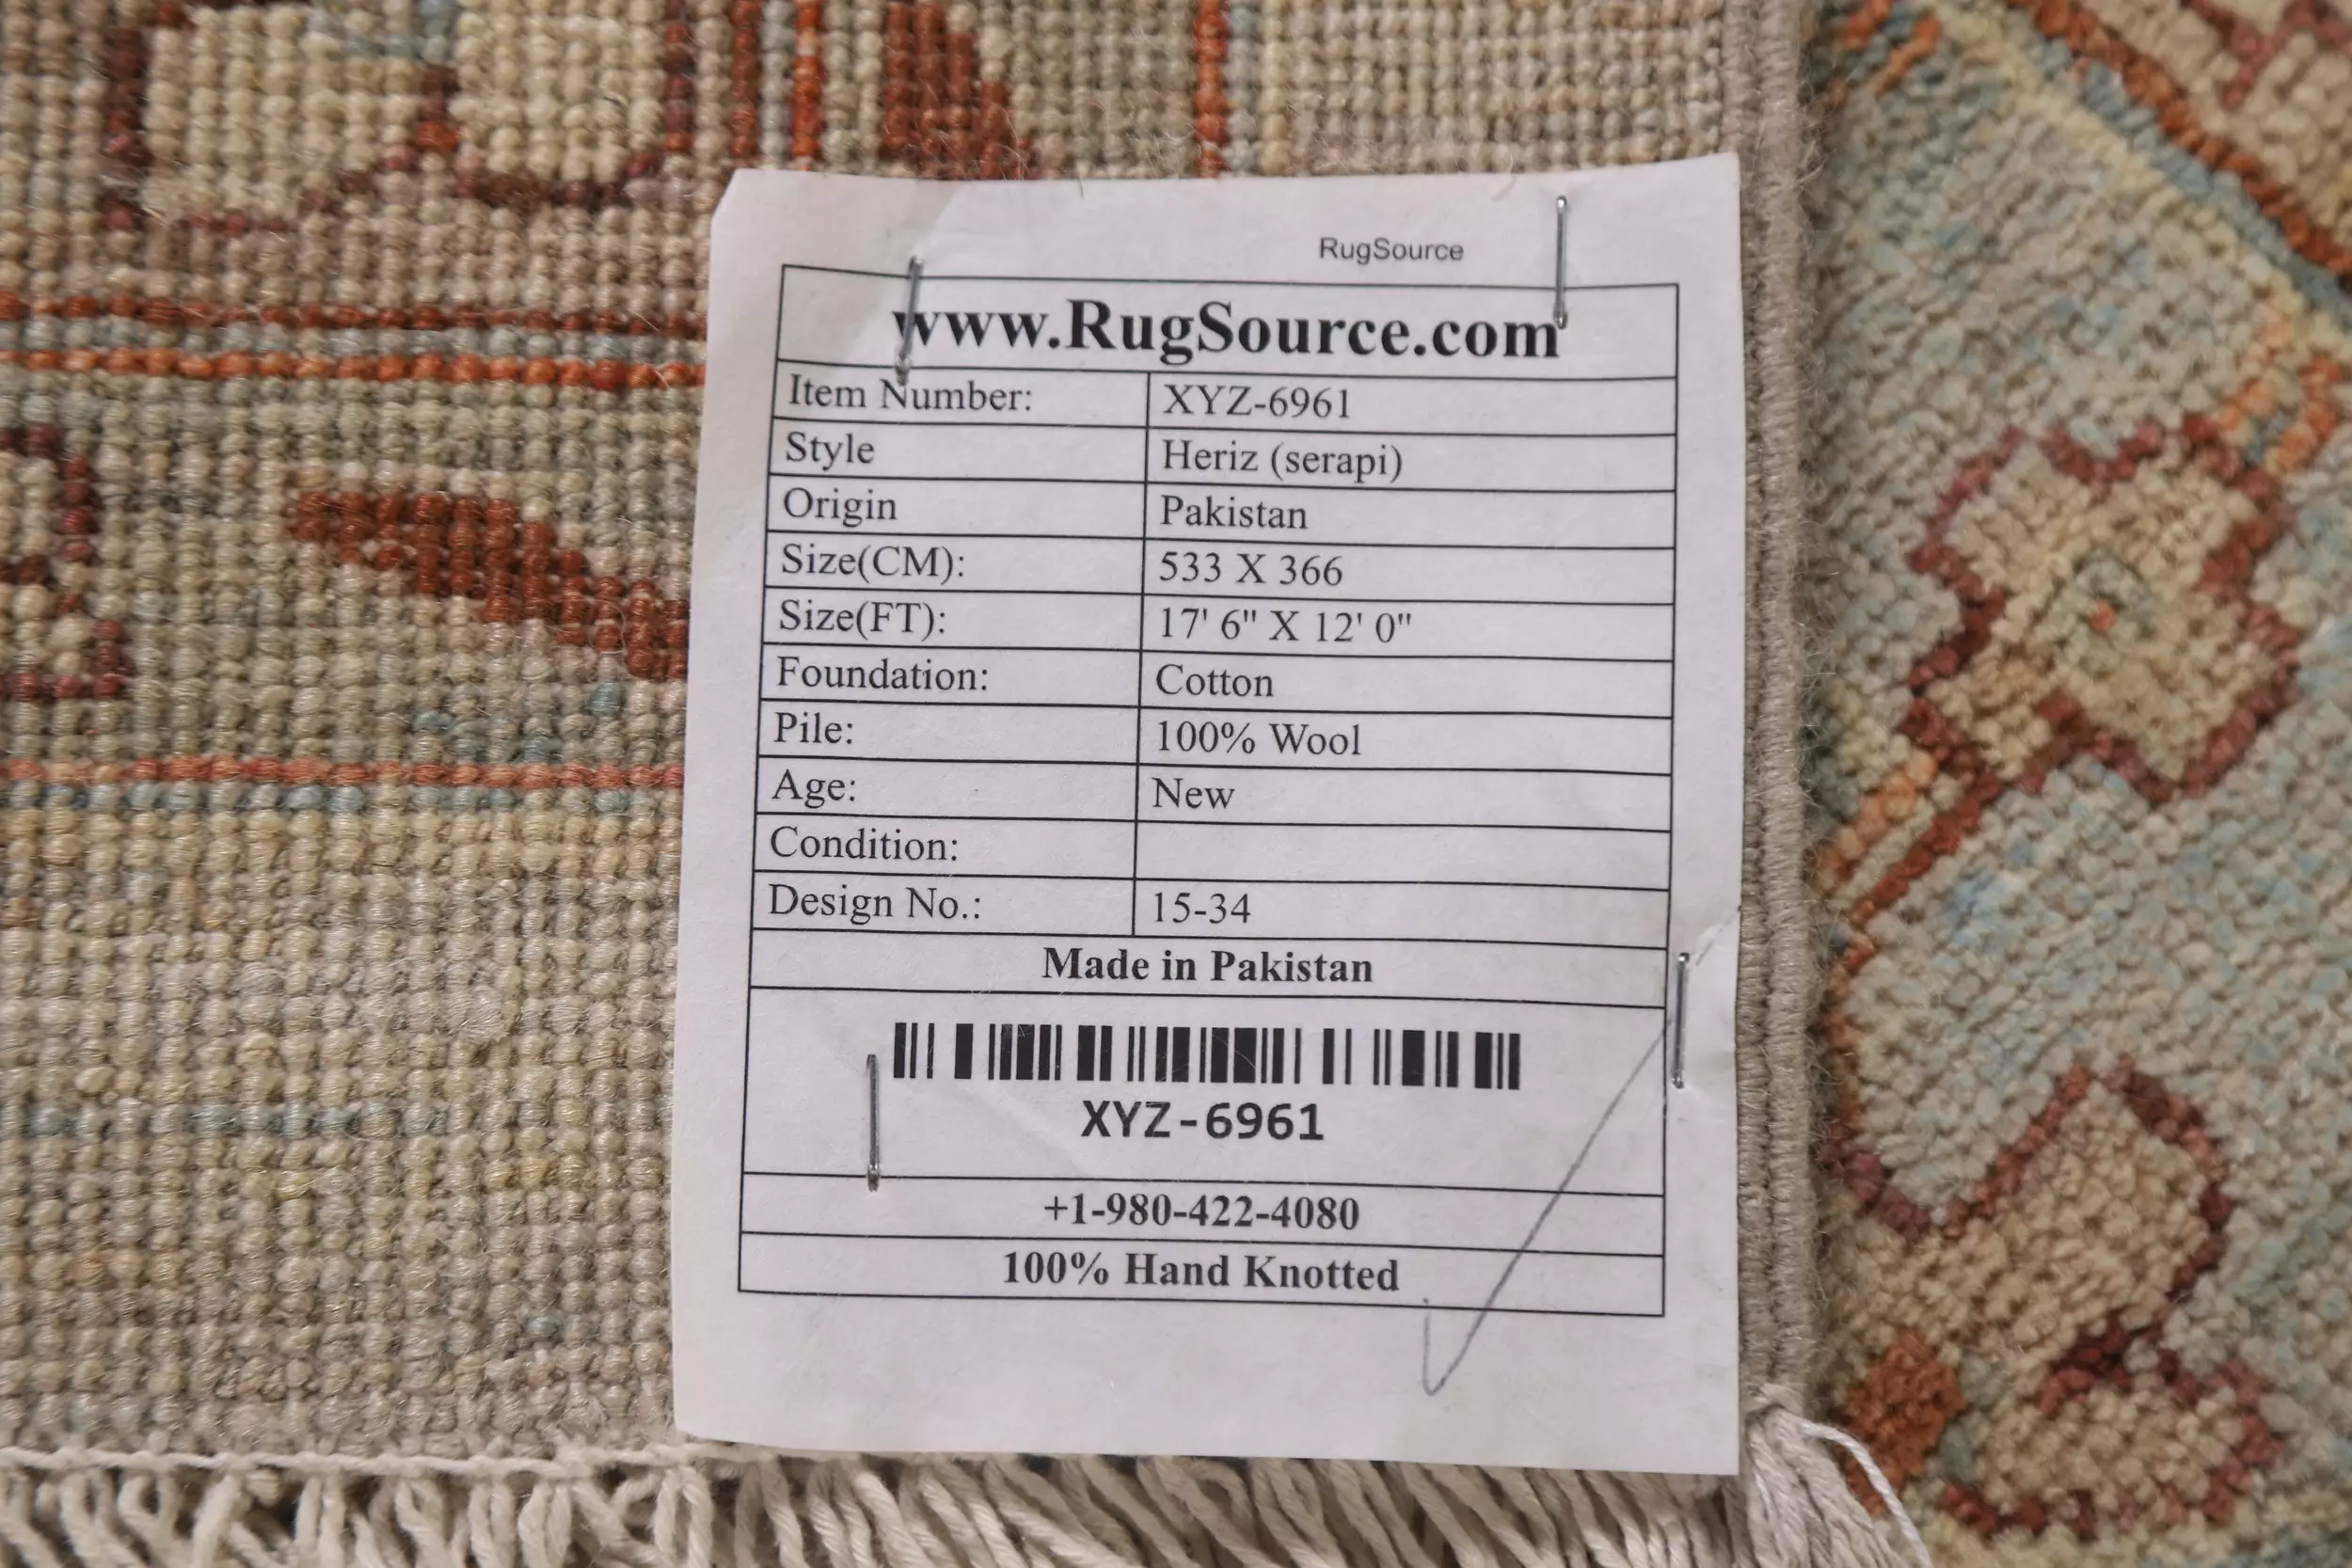 RugSource
www.RugSource.com
Item Number: XYZ-6961
Style Heriz (serapi)
Origin Pakistan
Size(CM): 533 X 366
Size(FT): 17' 6" X 12' 0"
Foundation: Cotton
Pile: 100% Wool
Age: New
Condition:
Design No.: 15-34
Made in Pakistan
XYZ-6961
+1-980-422-4080
100% Hand Knotted